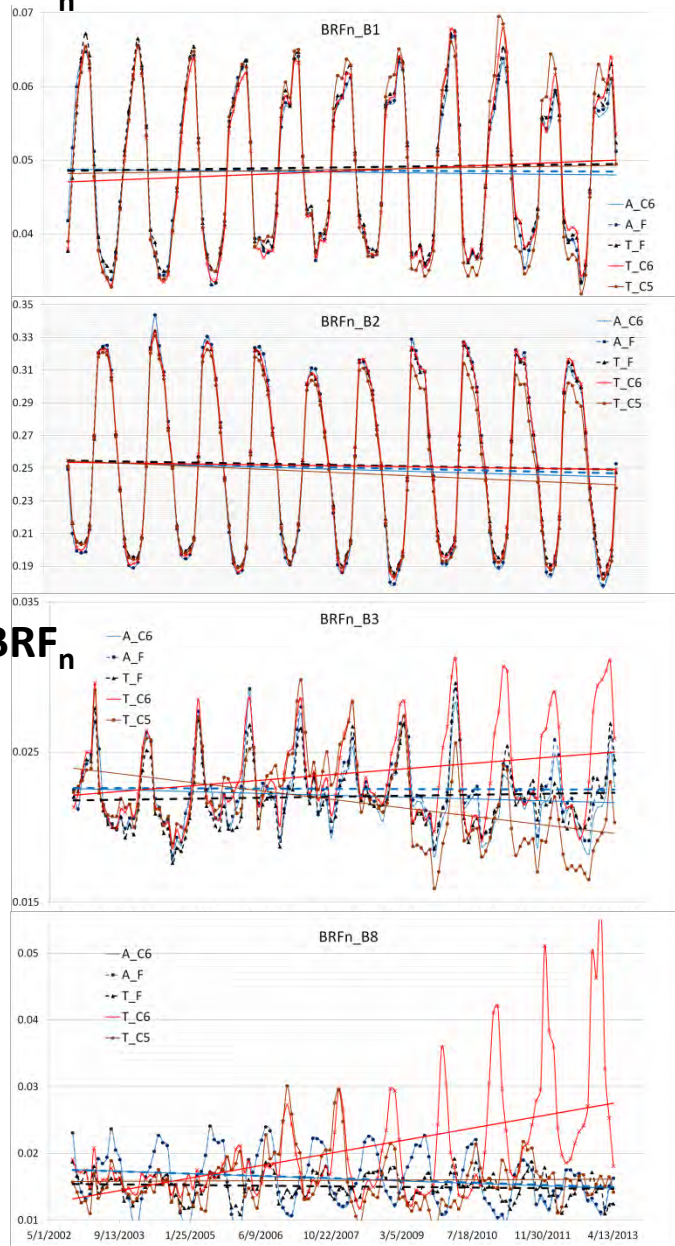 n
0.07
BRFn_B1
0.06
0.05
0.04
A_C6
A_F
T_F
T_C6
T_C5
0.35
BRFn_B2
0.33
0.31
0.29
0.27
0.25
0.23
0.21
0.19
A_C6
A_F
T_F
T_C6
T_C5
0.035
BRFn_B3
BRFn
A_C6
A_F
T_F
T_C6
T_C5
0.025
0.015
BRFn_B8
0.05
A_C6
A_F
T_F
T_C6
T_C5
0.04
0.03
0.02
0.01
5/1/2002 9/13/2003 1/25/2005 6/9/2006 10/22/2007 3/5/2009 7/18/2010 11/30/2011 4/13/2013